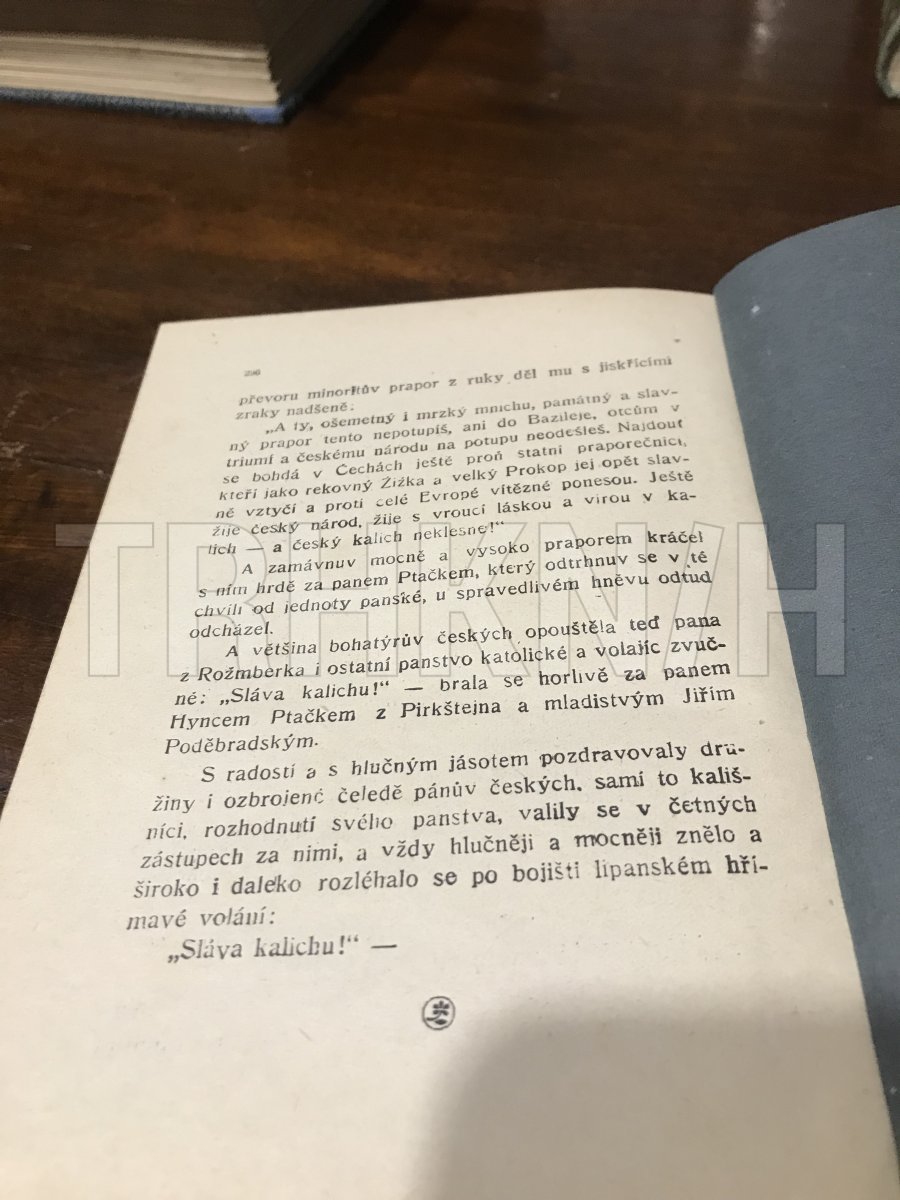 296
převoru minoritův prapor z ruky děl mu s jiskřícími
zraky nadšeně:
„A ty, ošemetný i mrzký mnichu, památný a slav-
ný prapor tento nepotupíš, ani do Bazileje, otcům v
triumf a českému národu na potupu neodešleš. Najdouť
se bohdá v Čechách ještě proň statní praporečníci,
kteří jako rekovný Žižka a velký Prokop jej opět slav-
ně vztyčí a proti celé Evropě vítězně ponesou. Ještě
žije český národ, žije s vroucí láskou a vírou v ka-
lich — a český kalich neklesne!“
A zamávnuv mocně a vysoko praporem kráčel
s ním hrdě za panem Ptačkem, který odtrhnuv se v té
chvíli od jednoty panské, u spravedlivém hněvu odtud
odcházel.
A většina bohatýrův českých opouštěla teď pana
z Rožmberka i ostatní panstvo katolické a volajíc zvuč-
né: „Sláva kalichu!“ — brala se horlivě za panem
Hyncem Ptačkem z Pirkštejna a mladistvým Jiřím
Poděbradským.
S radostí a s hlučným jásotem pozdravovaly dru-
žiny i ozbrojené čeledě pánův českých, sami to kališ-
níci, rozhodnutí svého panstva, valily se v četných
zástupech za nimi, a vždy hlučněji a mocněji znělo a
široko i daleko rozléhalo se po bojišti lipanském hří-
mavé volání:
„Sláva kalichu!“ —
TRHKNIH